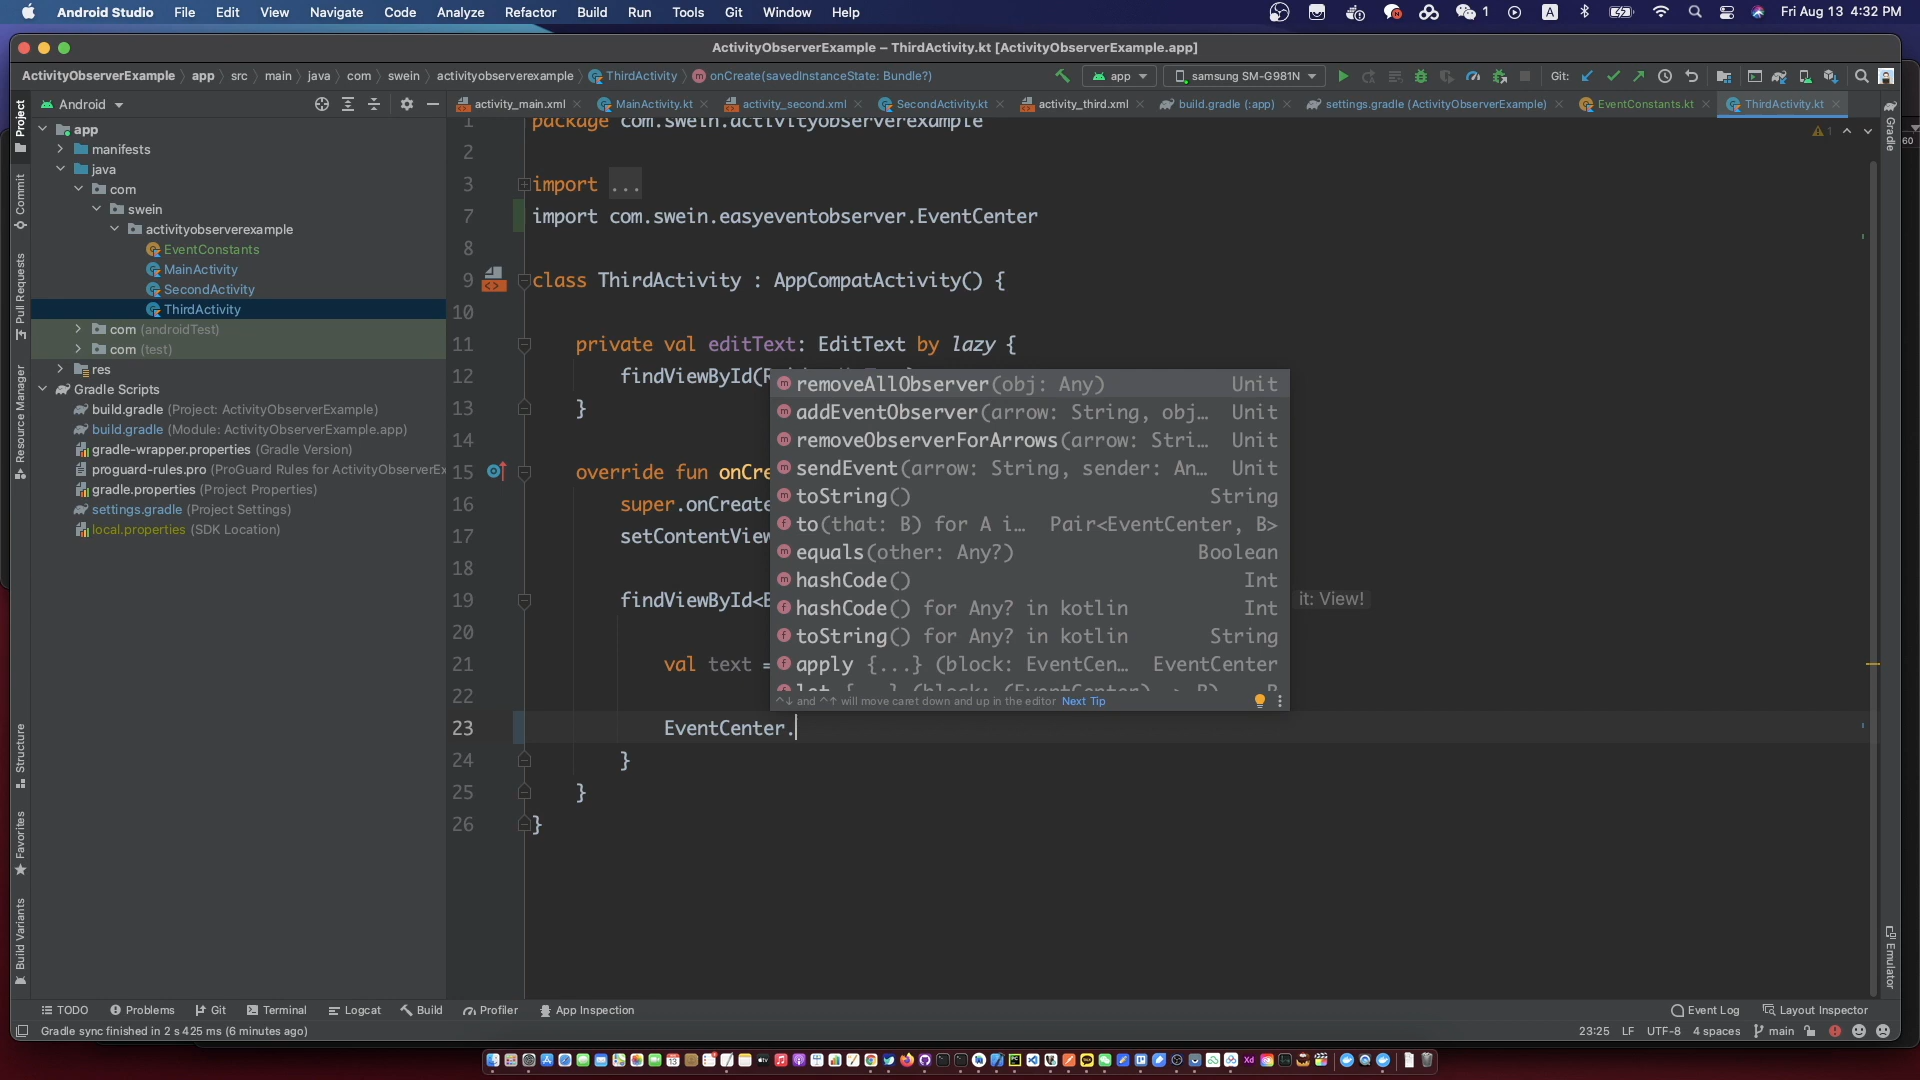 Android Studio File Edit View Navigate Code Analyze Refactor Build Run Tools Git Window Help 1 A Fri Aug 13 4:32 PM
ActivityObserverExample – ThirdActivity.kt [ActivityObserverExample.app]
ActivityObserverExample app src main java com swein activityobserverexample ThirdActivity onCreate(savedInstanceState: Bundle?) app samsung SM-G981N Git:
Android activity_main.xml MainActivity.kt activity_second.xml SecondActivity.kt activity_third.xml build.gradle (:app) settings.gradle (ActivityObserverExample) EventConstants.kt ThirdActivity.kt
Project
Commit
Pull Requests
Resource Manager
Structure
Favorites
Build Variants
app
manifests
java
com
swein
activityobserverexample
EventConstants
MainActivity
SecondActivity
ThirdActivity
com (androidTest)
com (test)
res
Gradle Scripts
build.gradle (Project: ActivityObserverExample)
build.gradle (Module: ActivityObserverExample.app)
gradle-wrapper.properties (Gradle Version)
proguard-rules.pro (ProGuard Rules for ActivityObserverEx
gradle.properties (Project Properties)
settings.gradle (Project Settings)
local.properties (SDK Location)
1 package com.swein.activityobserverexample
2
3 import ...
7 import com.swein.easyeventobserver.EventCenter
8
9 class ThirdActivity : AppCompatActivity() {
10
11 private val editText: EditText by lazy {
12 findViewById(
13 }
14
15 override fun onCre
16 super.onCreate
17 setContentView
18
19 findViewById< it: View!
20
21 val text =
22
23 EventCenter.
24 }
25 }
26 }
removeAllObserver(obj: Any) Unit
addEventObserver(arrow: String, obj… Unit
removeObserverForArrows(arrow: Stri… Unit
sendEvent(arrow: String, sender: An… Unit
toString() String
to(that: B) for A i… Pair<EventCenter, B>
equals(other: Any?) Boolean
hashCode() Int
hashCode() for Any? in kotlin Int
toString() for Any? in kotlin String
apply {...} (block: EventCen… EventCenter
let {...} (block: (EventCenter) -> R) R
^↓ and ^↑ will move caret down and up in the editor Next Tip
1
60
Gradle
Emulator
TODO Problems Git Terminal Logcat Build Profiler App Inspection Event Log Layout Inspector
Gradle sync finished in 2 s 425 ms (6 minutes ago) 23:25 LF UTF-8 4 spaces main